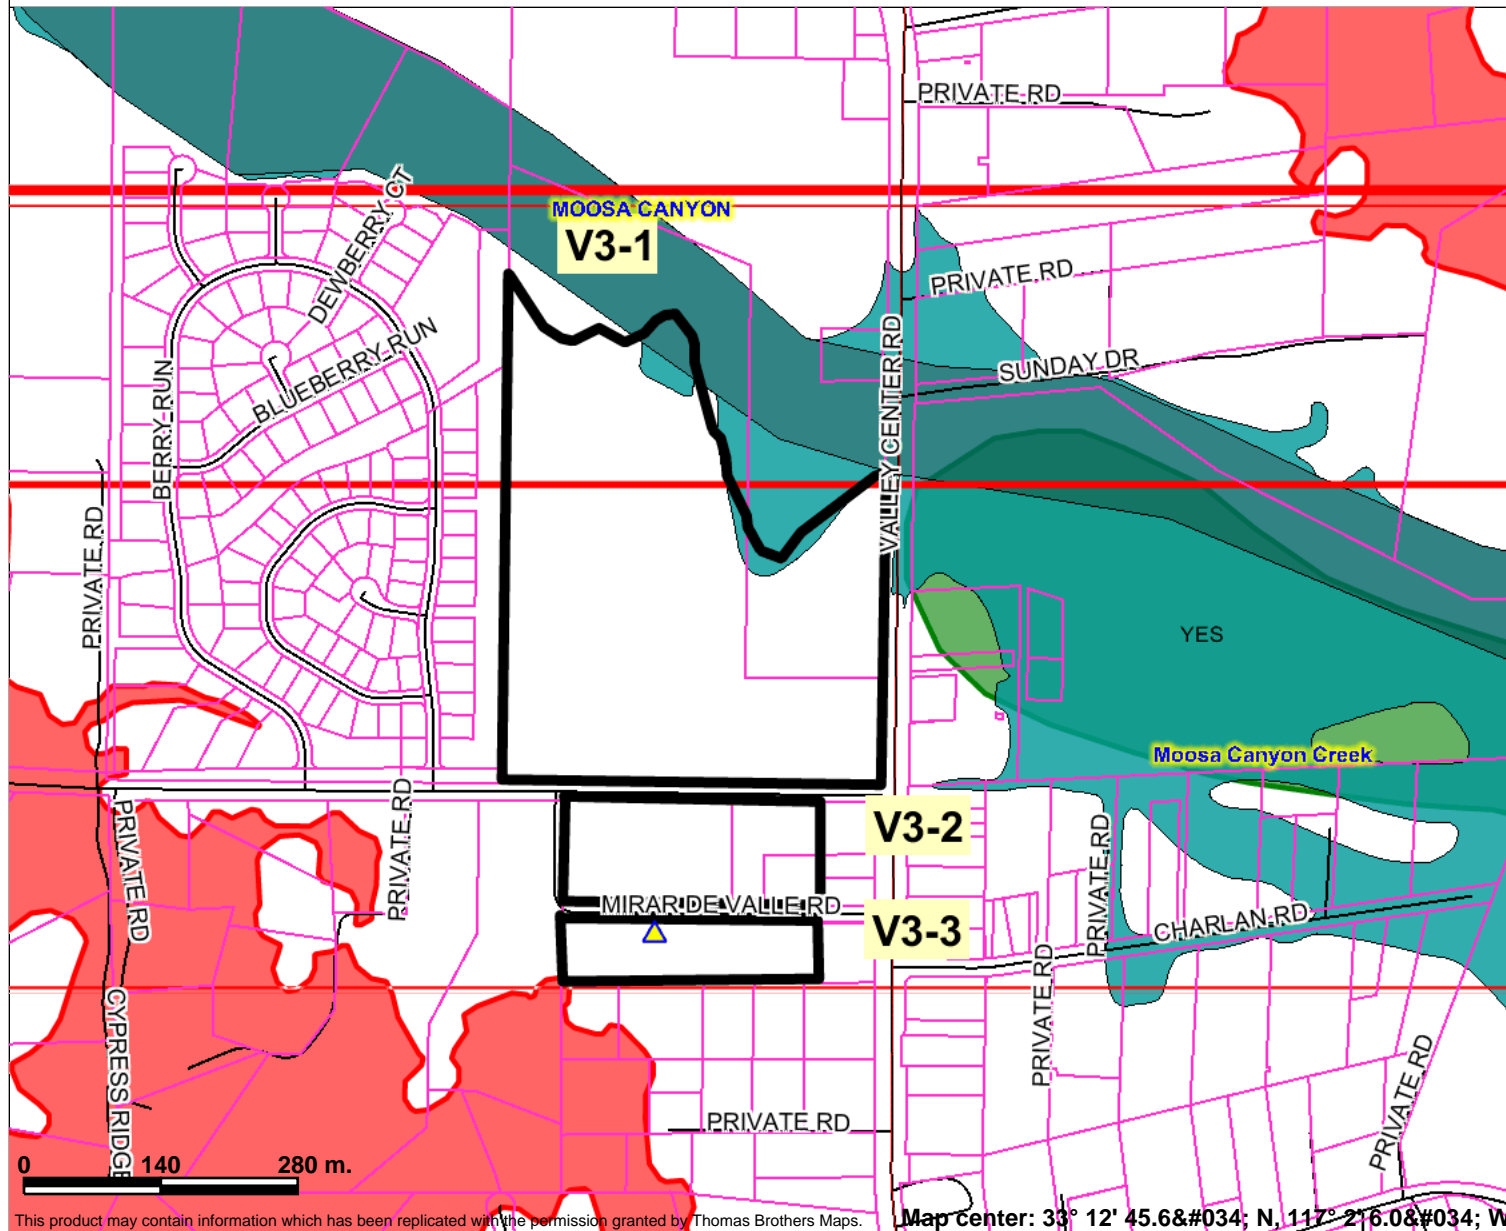 PRIVATE RD
DEWBERRY CT
MOOSA CANYON
V3-1
PRIVATE RD
BLUEBERRY RUN
BERRY RUN
VALLEY CENTER RD
SUNDAY DR
PRIVATE RD
YES
Moosa Canyon Creek
PRIVATE RD
PRIVATE RD
V3-2
PRIVATE RD
MIRAR DE VALLE RD
V3-3
CHARLAN RD
PRIVATE RD
CYPRESS RIDGE
PRIVATE RD
PRIVATE RD
0 140 280 m.
This product may contain information which has been replicated with the permission granted by Thomas Brothers Maps.
Map center: 33° 12' 45.6&#034; N, 117° 2' 6.0&#034; W